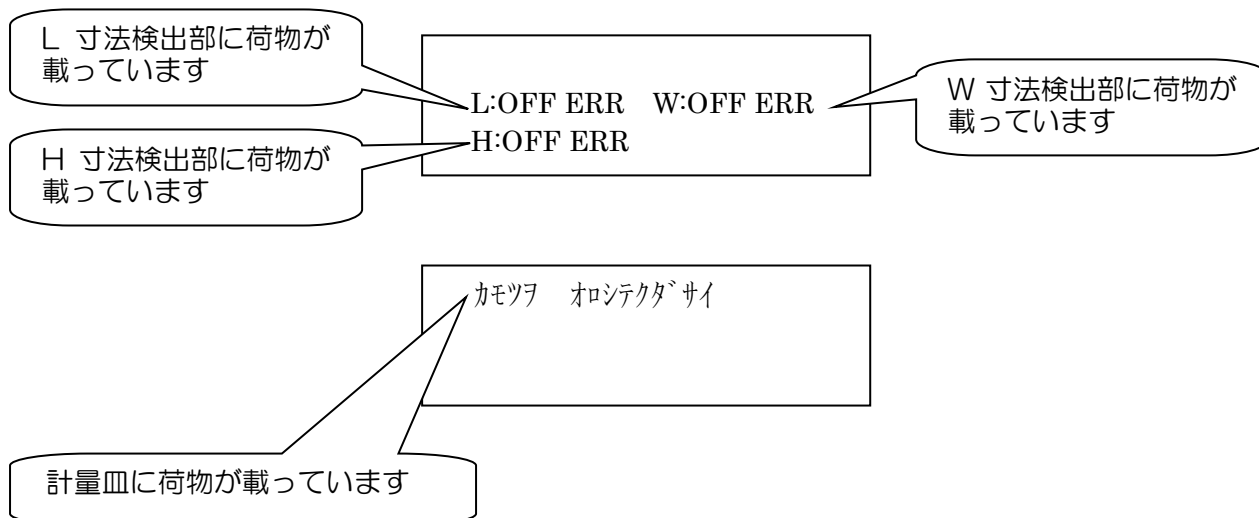 L 寸法検出部に荷物が
載っています
L:OFF ERR W:OFF ERR
H:OFF ERR
W 寸法検出部に荷物が
載っています
H 寸法検出部に荷物が
載っています
ｶﾓﾂｦ ｵﾛｼﾃｸﾀﾞｻｲ
計量皿に荷物が載っています